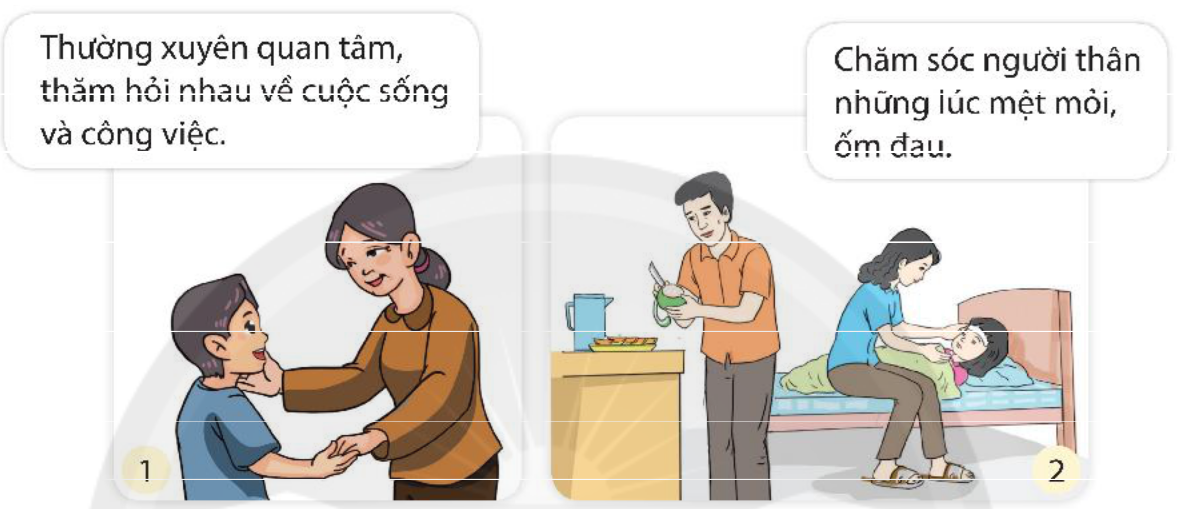 Thường xuyên quan tâm,
thăm hỏi nhau về cuộc sống
và công việc.
Chăm sóc người thân
những lúc mệt mỏi,
ốm đau.
1
2